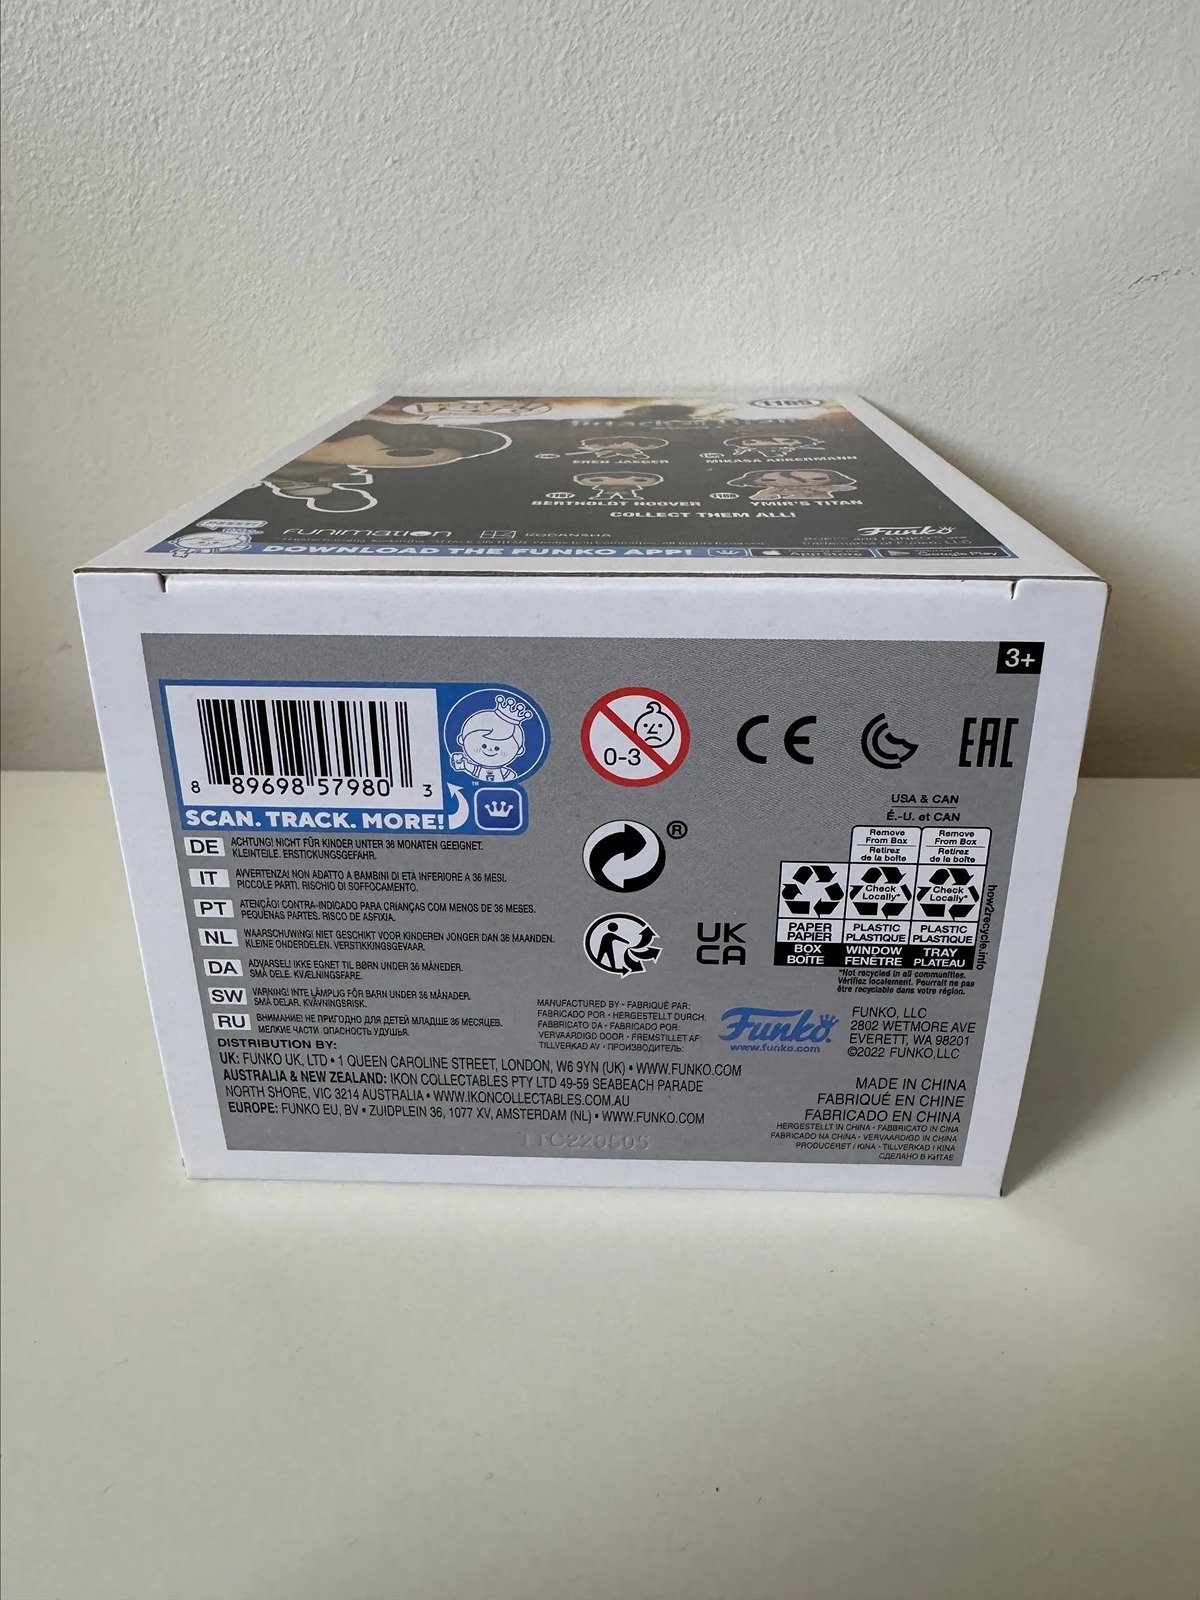 1165
EREN JAEGER
MIKASA ACKERMANN
1167
BERTHOLDT HOOVER
YMIR'S TITAN
COLLECT THEM ALL!
FUNIMATION
KODANSHA
Funko
DOWNLOAD THE FUNKO APP!
App Store
Google Play
3+
8 89698 57980 3
SCAN. TRACK. MORE!
™
0-3
CE
EAC
DE ACHTUNG! NICHT FÜR KINDER UNTER 36 MONATEN GEEIGNET.
KLEINTEILE. ERSTICKUNGSGEFAHR.
IT AVVERTENZA! NON ADATTO A BAMBINI DI ETÀ INFERIORE A 36 MESI.
PICCOLE PARTI. RISCHIO DI SOFFOCAMENTO.
PT ATENCÃO! CONTRA-INDICADO PARA CRIANÇAS COM MENOS DE 36 MESES.
PEQUENAS PARTES. RISCO DE ASFIXIA.
NL WAARSCHUWING! NIET GESCHIKT VOOR KINDEREN JONGER DAN 36 MAANDEN.
KLEINE ONDERDELEN. VERSTIKKINGSGEVAAR.
DA ADVARSEL! IKKE EGNET TIL BØRN UNDER 36 MÅNEDER.
SMÅ DELE. KVÆLNINGSFARE.
SW VARNING! INTE LÄMPLIG FÖR BARN UNDER 36 MÅNADER.
SMÅ DELAR. KVÄVNINGSRISK.
RU ВНИМАНИЕ! НЕ ПРИГОДНО ДЛЯ ДЕТЕЙ МЛАДШЕ 36 МЕСЯЦЕВ.
МЕЛКИЕ ЧАСТИ ОПАСНОСТЬ УДУШЬЯ.
®
UK
CA
USA & CAN
É.-U. et CAN
Remove From Box
Retirez de la boîte
Remove From Box
Retirez de la boîte
Check Locally*
Check Locally*
PAPER PAPIER
PLASTIC PLASTIQUE
PLASTIC PLASTIQUE
BOX BOÎTE
WINDOW FENÊTRE
TRAY PLATEAU
how2recycle.info
*Not recycled in all communities.
Vérifiez localement. Pourrait ne pas
être recyclable dans votre région.
MANUFACTURED BY • FABRIQUÉ PAR:
FABRICADO POR • HERGESTELLT DURCH:
FABBRICATO DA • FABRICADO POR:
VERVAARDIGD DOOR • FREMSTILLET AF:
TILLVERKAD AV • ПРОИЗВОДИТЕЛЬ:
Funko
www.funko.com
FUNKO, LLC
2802 WETMORE AVE
EVERETT, WA 98201
©2022 FUNKO, LLC
DISTRIBUTION BY:
UK: FUNKO UK, LTD • 1 QUEEN CAROLINE STREET, LONDON, W6 9YN (UK) • WWW.FUNKO.COM
AUSTRALIA & NEW ZEALAND: IKON COLLECTABLES PTY LTD 49-59 SEABEACH PARADE
NORTH SHORE, VIC 3214 AUSTRALIA • WWW.IKONCOLLECTABLES.COM.AU
EUROPE: FUNKO EU, BV • ZUIDPLEIN 36, 1077 XV, AMSTERDAM (NL) • WWW.FUNKO.COM
TTC220506
MADE IN CHINA
FABRIQUÉ EN CHINE
FABRICADO EN CHINA
HERGESTELLT IN CHINA • FABBRICATO IN CINA
FABRICADO NA CHINA • VERVAARDIGD IN CHINA
PRODUCERET I KINA • TILLVERKAD I KINA
СДЕЛАНО В КИТАЕ